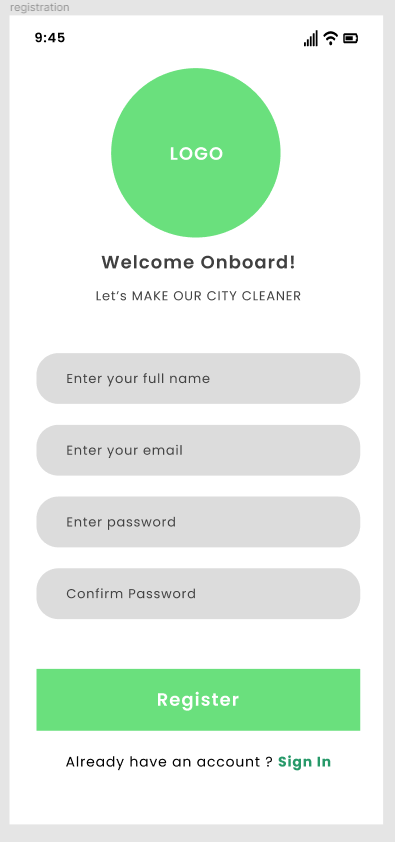 registration
9:45
LOGO
Welcome Onboard!
Let’s MAKE OUR CITY CLEANER
Enter your full name
Enter your email
Enter password
Confirm Password
Register
Already have an account ? Sign In